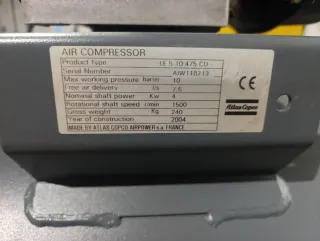 AIR COMPRESSOR
Product Type LE 5-10 475 CD
Serial Number AIW118213
Max working pressure bar(e) 10
Free air delivery l/s 7.6
Nominal shaft power Kw 4
Rotational shaft speed r/min 1500
Gross weight Kg 240
Year of construction 2004
MADE BY ATLAS COPCO AIRPOWER s.a. FRANCE
CE
Atlas Copco